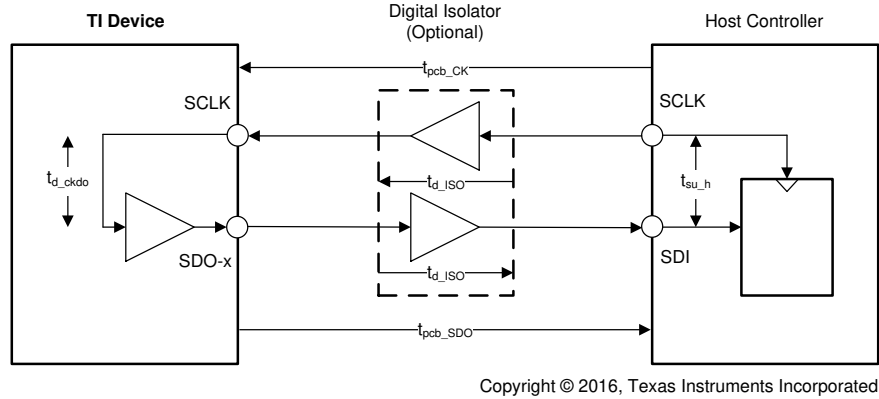 TI Device
Digital Isolator
(Optional)
Host Controller
tpcb_CK
SCLK
SCLK
td_ckdo
td_ISO
tsu_h
SDO-x
SDI
td_ISO
tpcb_SDO
Copyright © 2016, Texas Instruments Incorporated